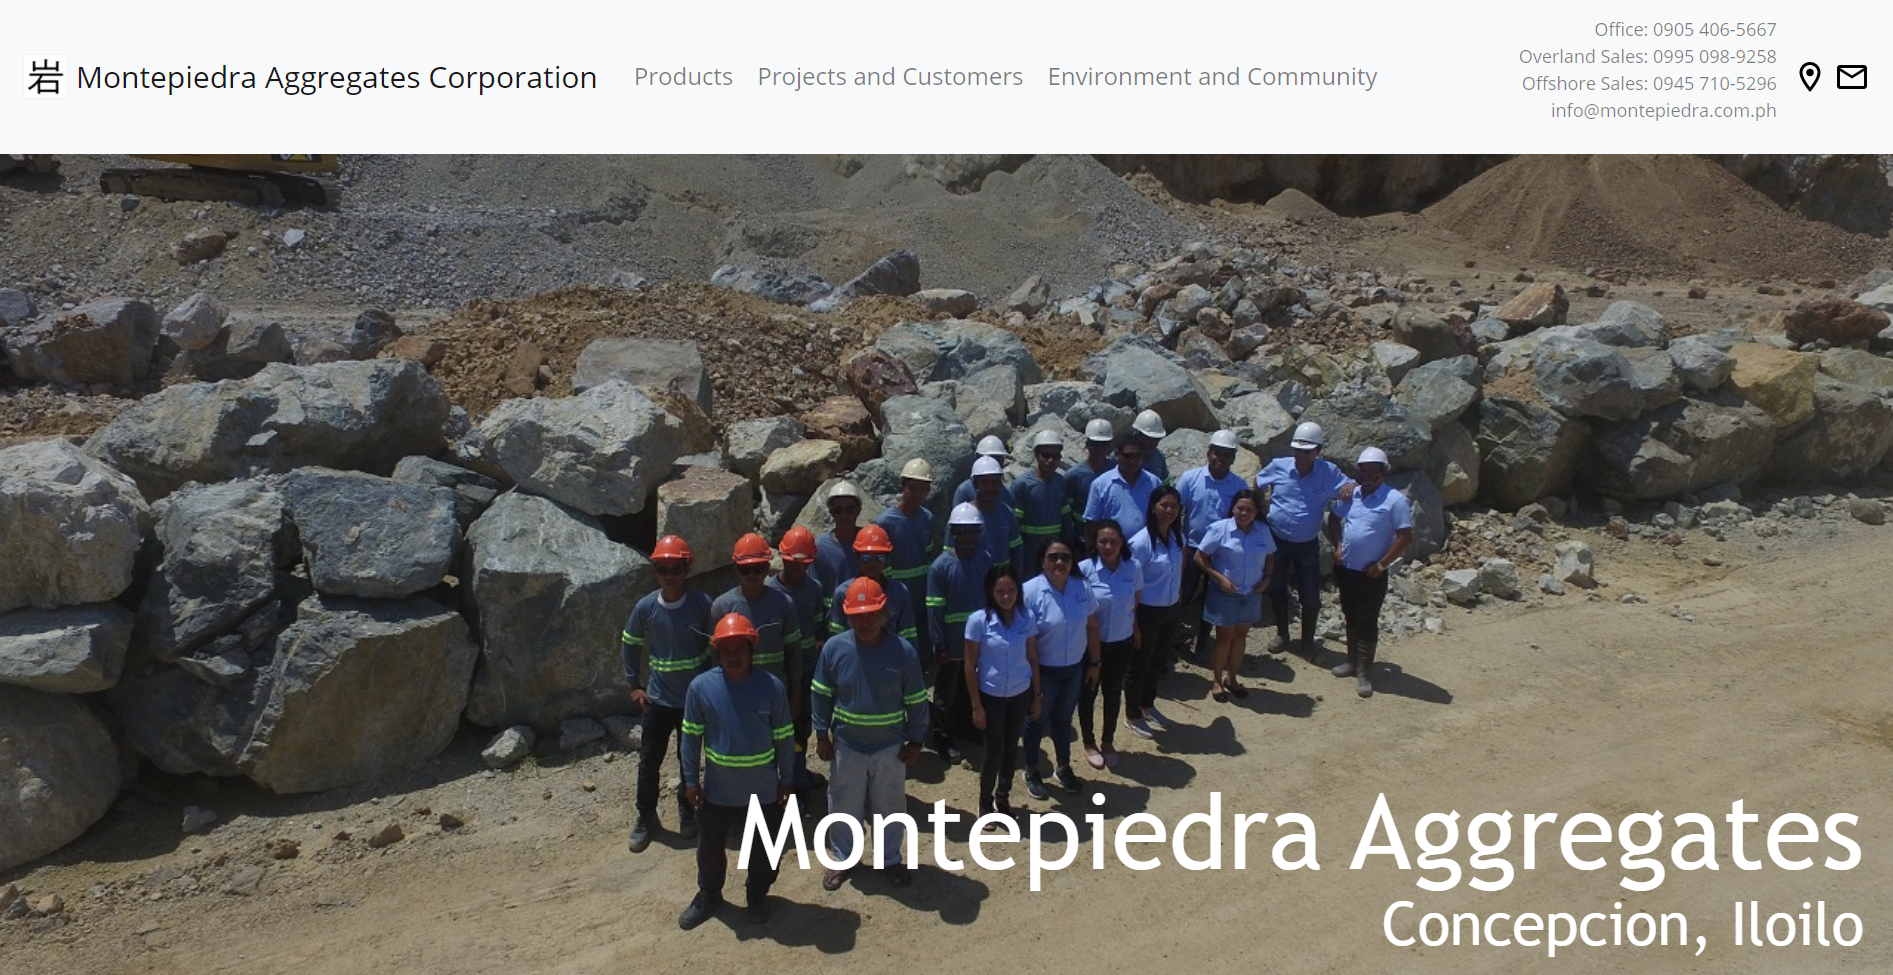 岩 Montepiedra Aggregates Corporation
Products
Projects and Customers
Environment and Community
Office: 0905 406-5667
Overland Sales: 0995 098-9258
Offshore Sales: 0945 710-5296
info@montepiedra.com.ph
Montepiedra Aggregates
Concepcion, Iloilo